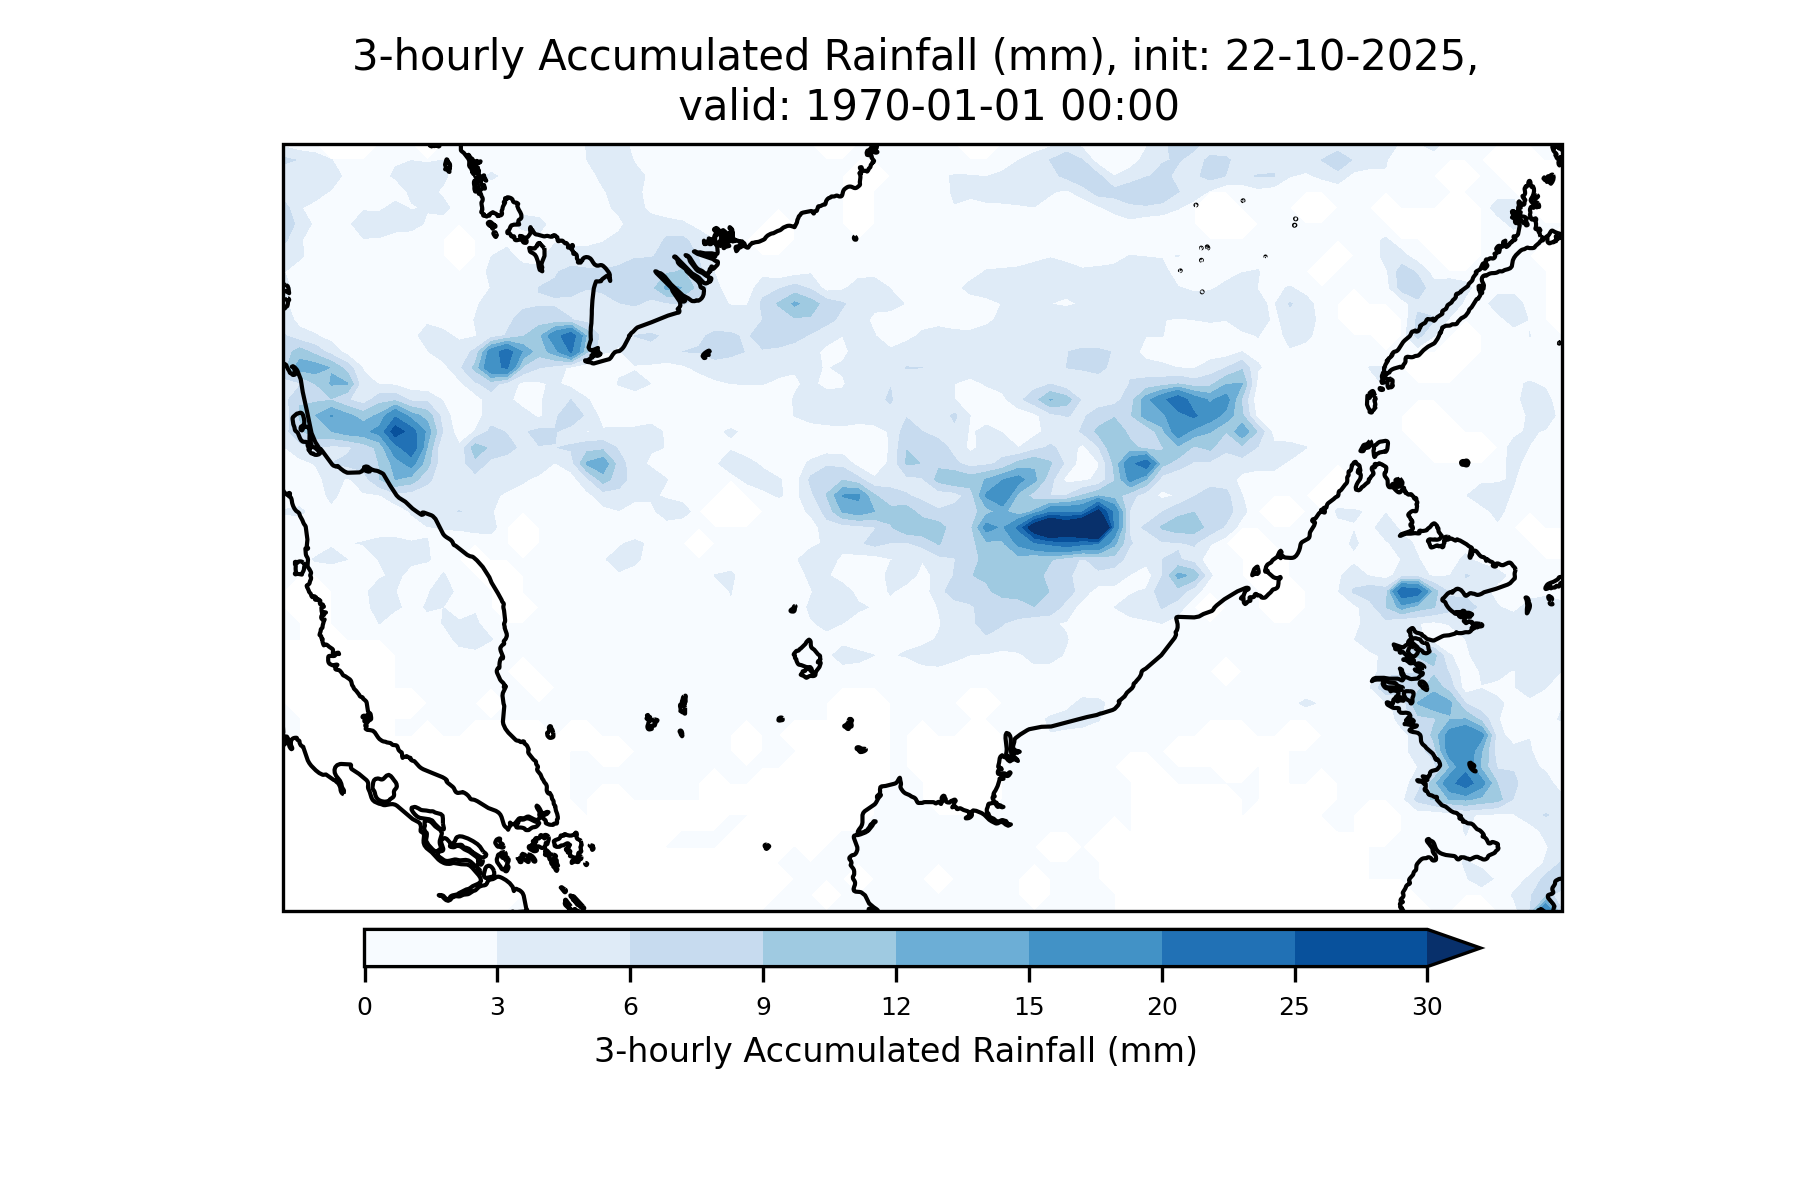 3-hourly Accumulated Rainfall (mm), init: 22-10-2025,
valid: 1970-01-01 00:00
0 3 6 9 12 15 20 25 30
3-hourly Accumulated Rainfall (mm)